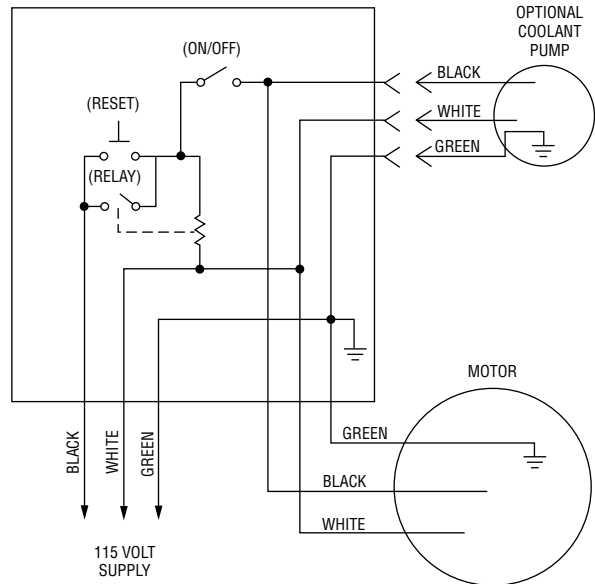 OPTIONAL
COOLANT
PUMP
(ON/OFF)
BLACK
(RESET)
WHITE
GREEN
(RELAY)
MOTOR
GREEN
BLACK
WHITE
GREEN
BLACK
WHITE
115 VOLT
SUPPLY